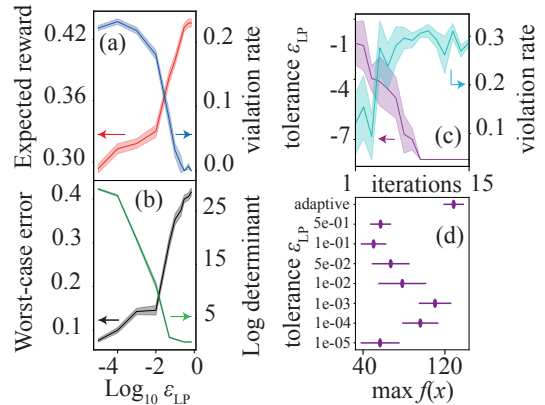 Expected reward
0.42
0.36
0.30
(a)
0.2
0.1
0.0
vialation rate
Worst-case error
0.4
0.3
0.2
0.1
(b)
25
15
5
Log determinant
-4
-2
0
Log10 εLP
tolerance εLP
-1
-4
-7
(c)
0.3
0.2
0.1
violation rate
1
iterations
15
tolerance εLP
adaptive
5e-01
1e-01
5e-02
1e-02
1e-03
1e-04
1e-05
(d)
40
120
max f(x)